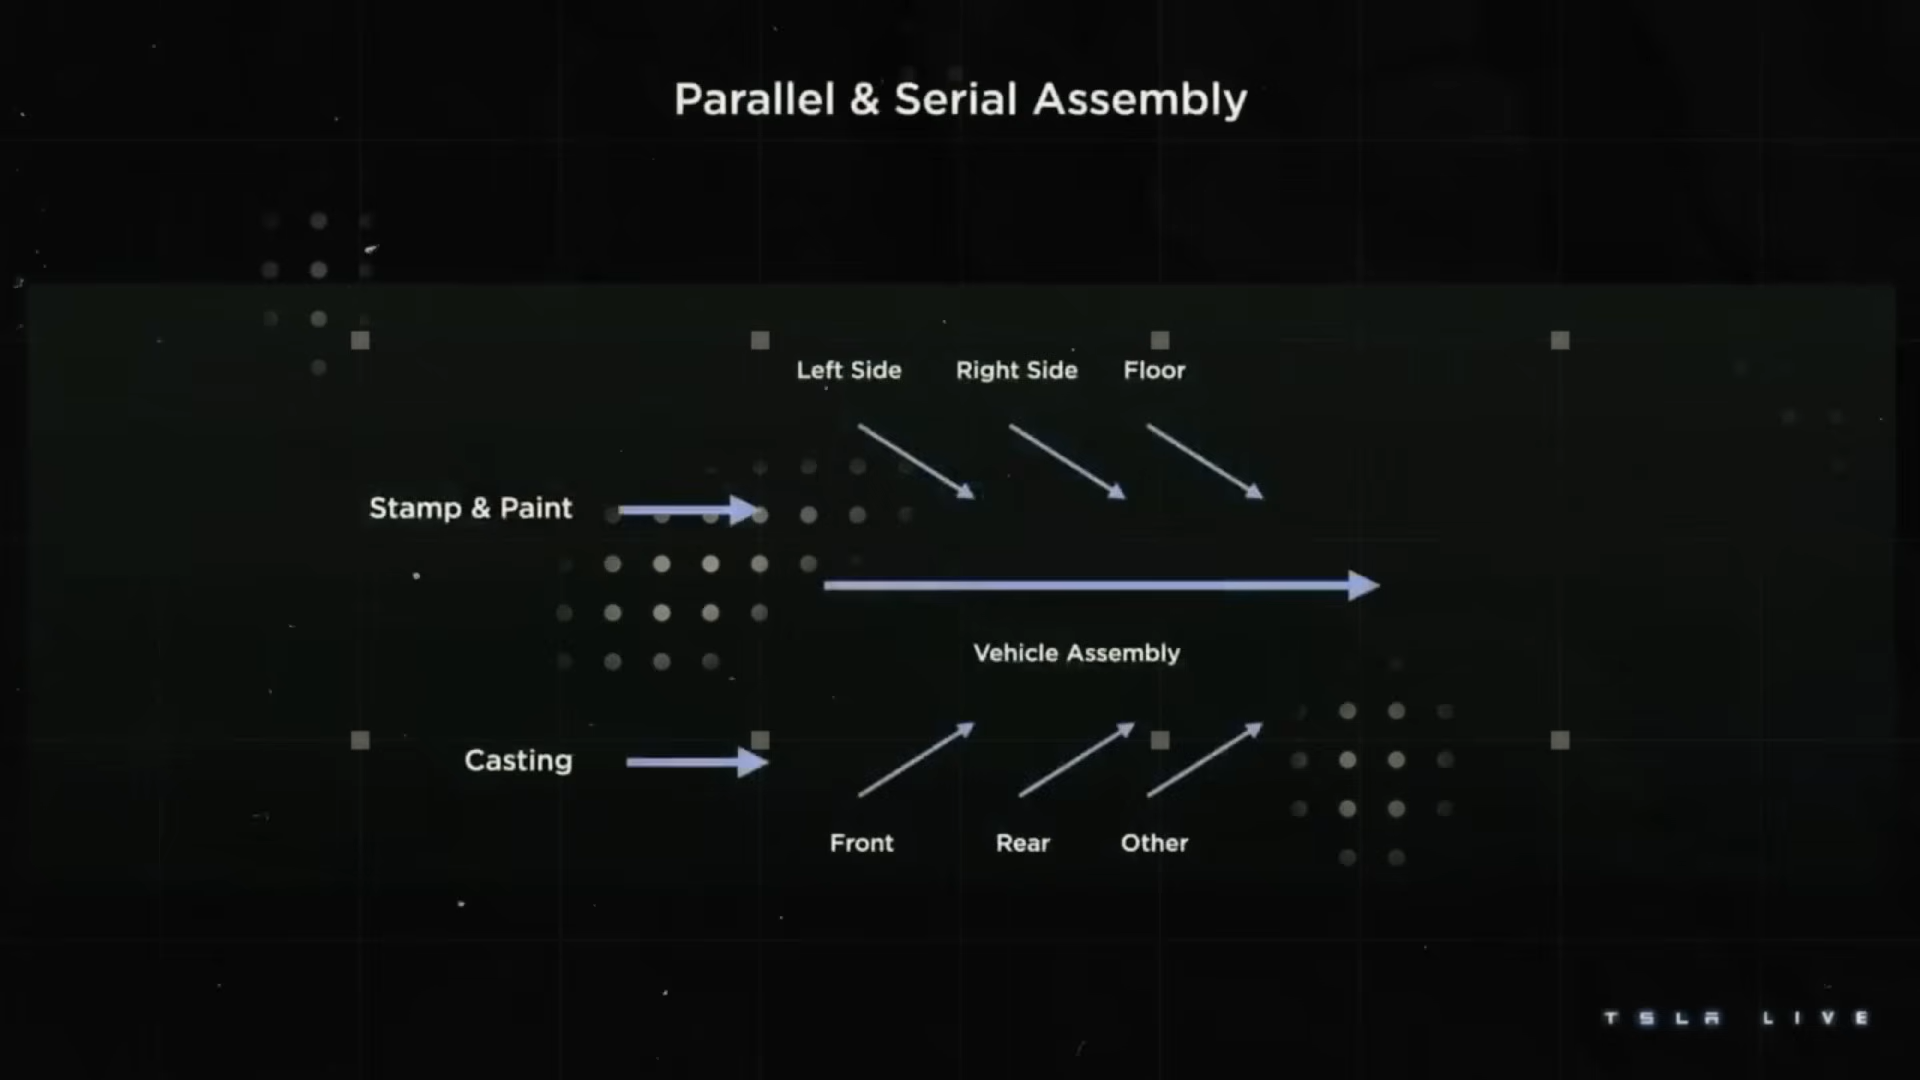 Parallel & Serial Assembly
Left Side Right Side Floor
Stamp & Paint
Vehicle Assembly
Casting
Front Rear Other
TSLA LIVE